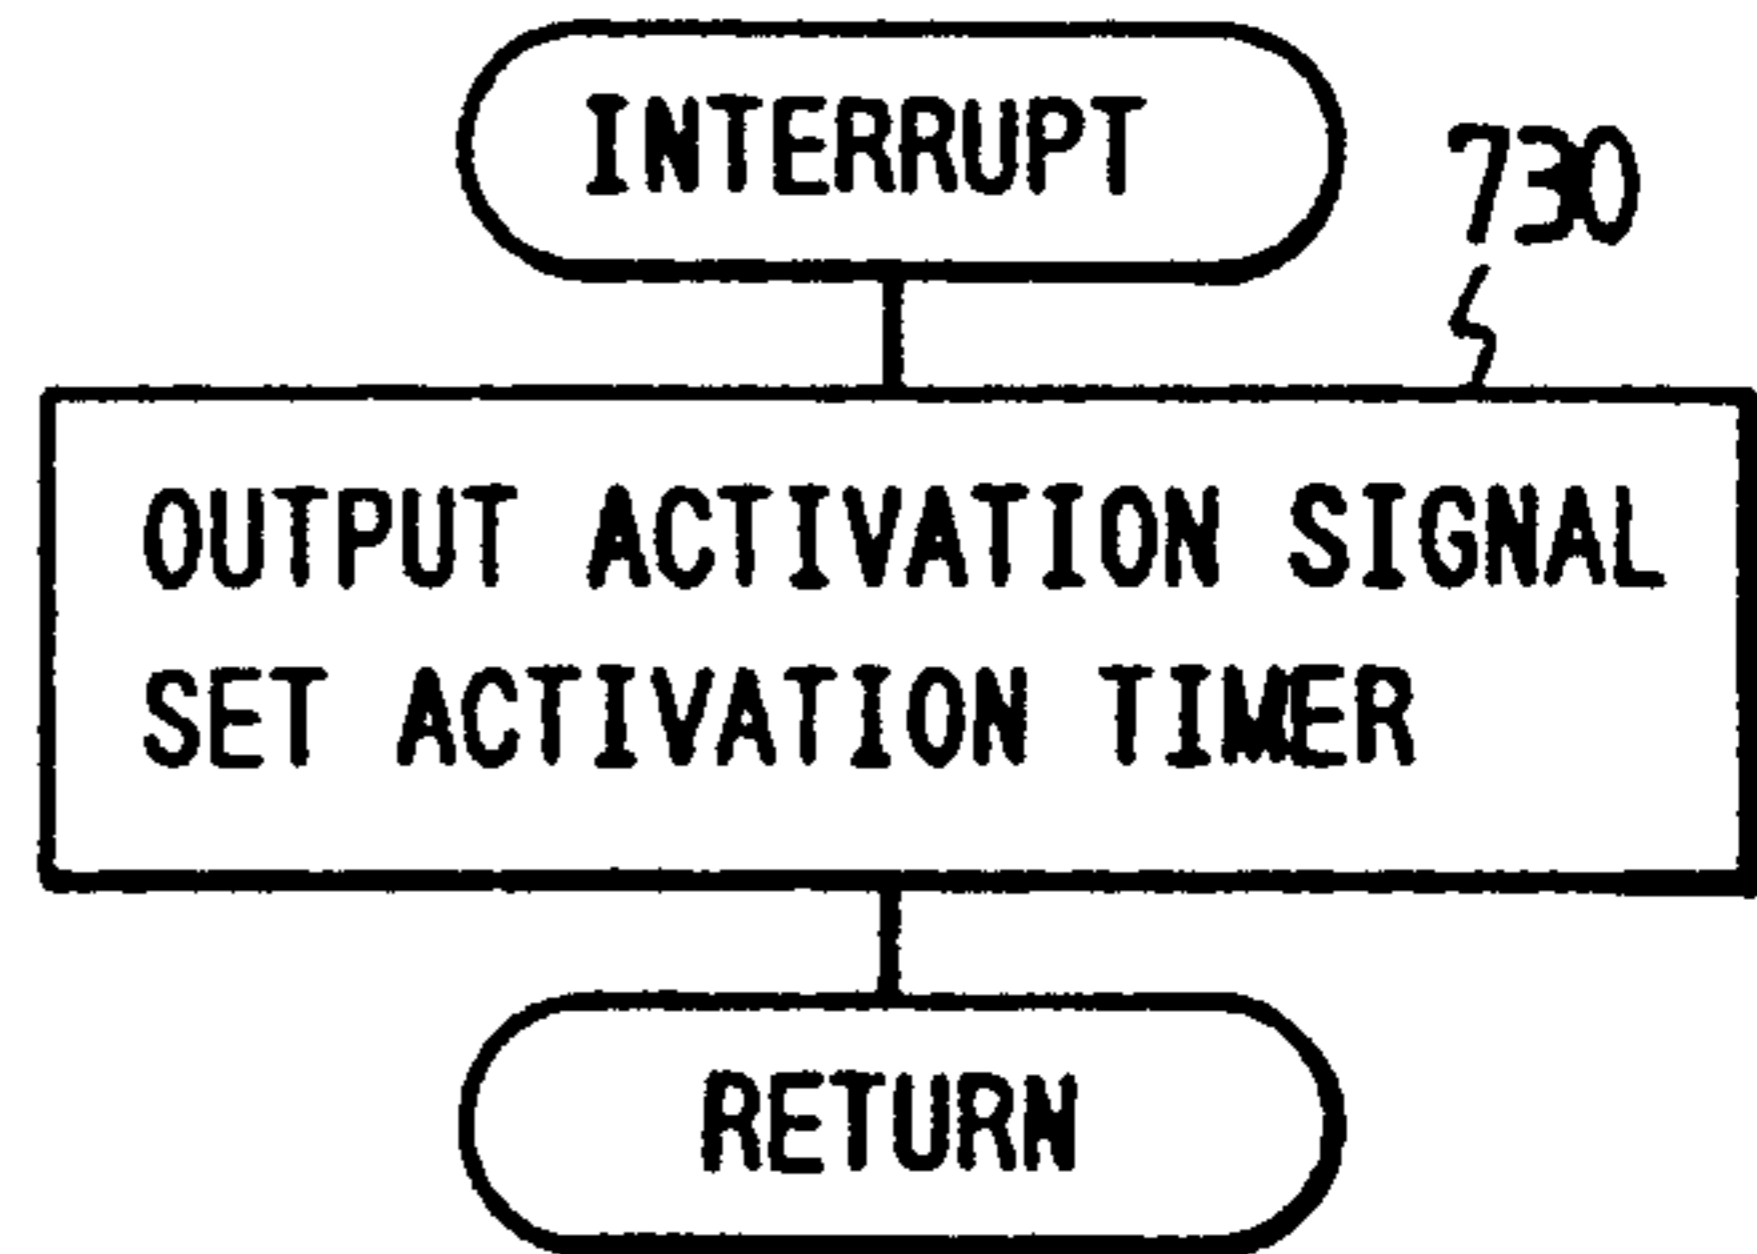 INTERRUPT
730
OUTPUT ACTIVATION SIGNAL
SET ACTIVATION TIMER
RETURN